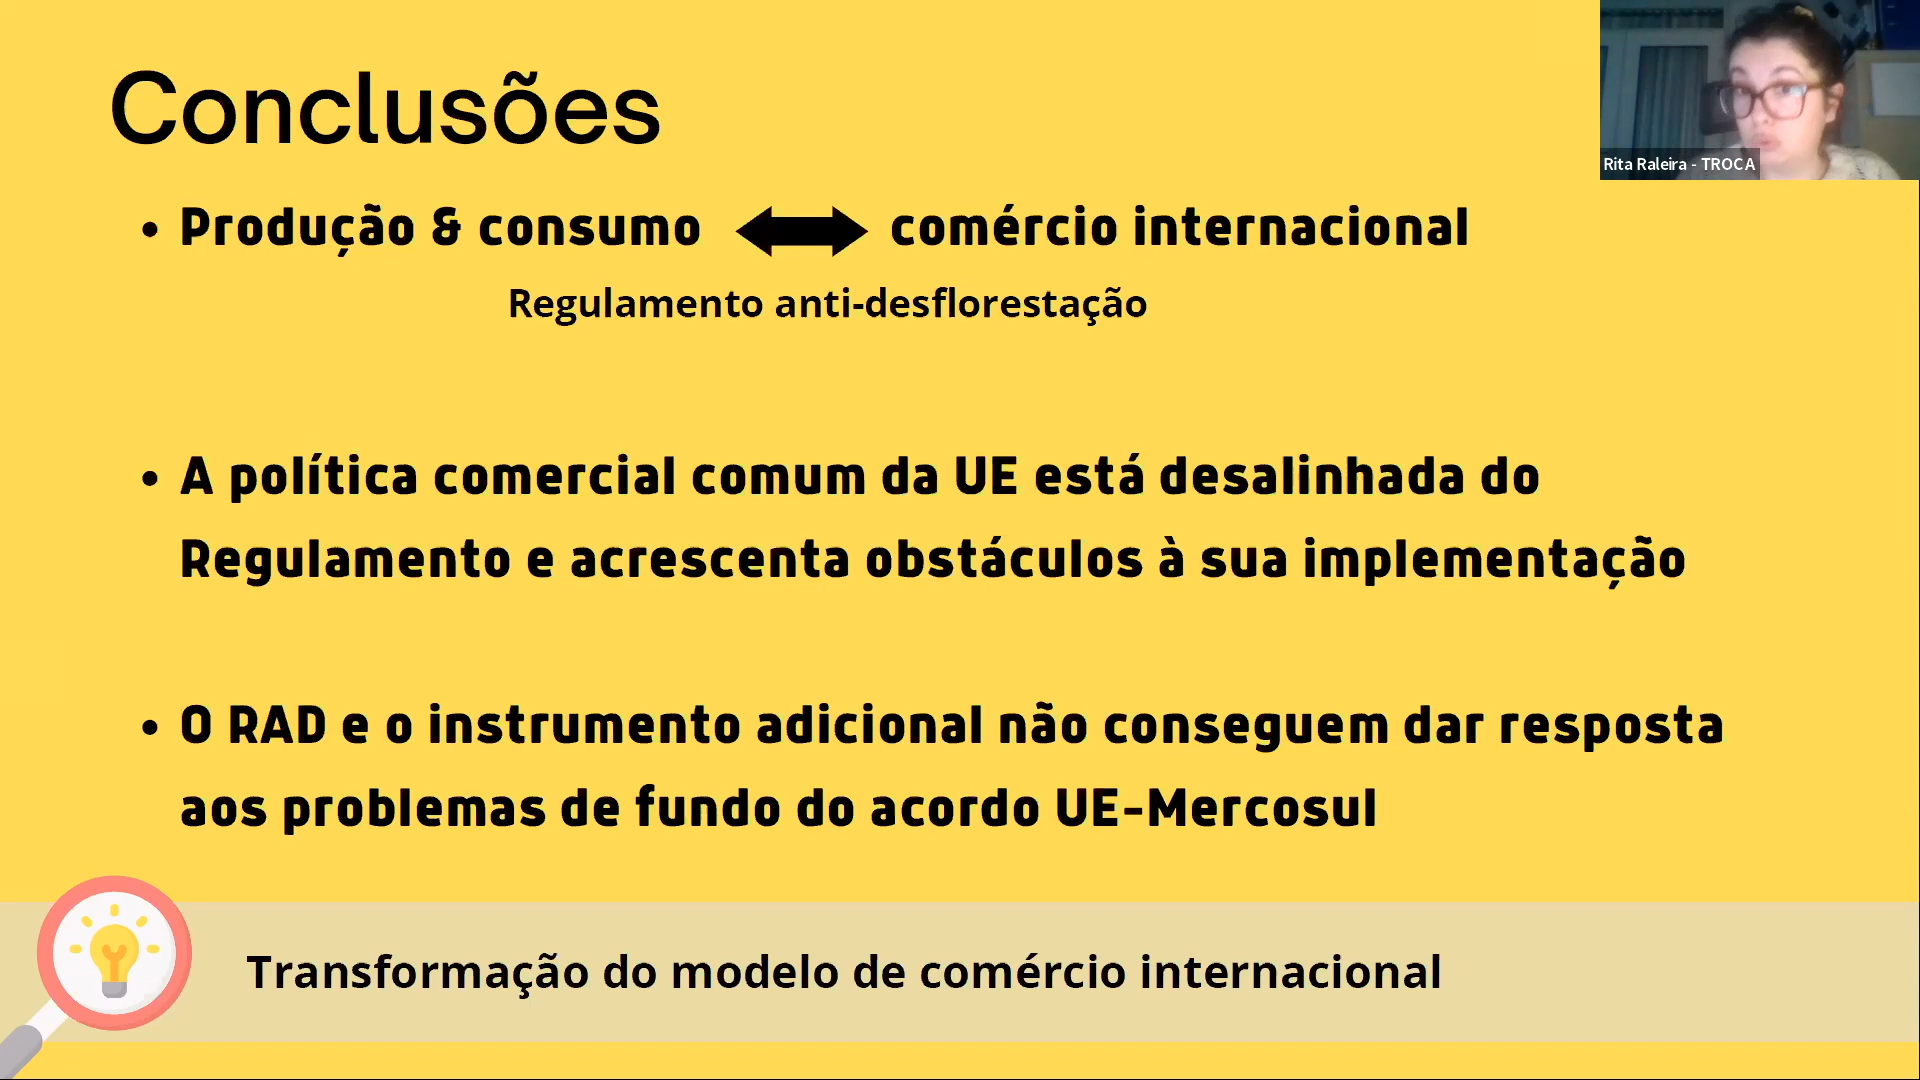 Conclusões
Rita Raleira - TROCA
• Produção & consumo comércio internacional
Regulamento anti-desflorestação
• A política comercial comum da UE está desalinhada do
Regulamento e acrescenta obstáculos à sua implementação
• O RAD e o instrumento adicional não conseguem dar resposta
aos problemas de fundo do acordo UE-Mercosul
Transformação do modelo de comércio internacional